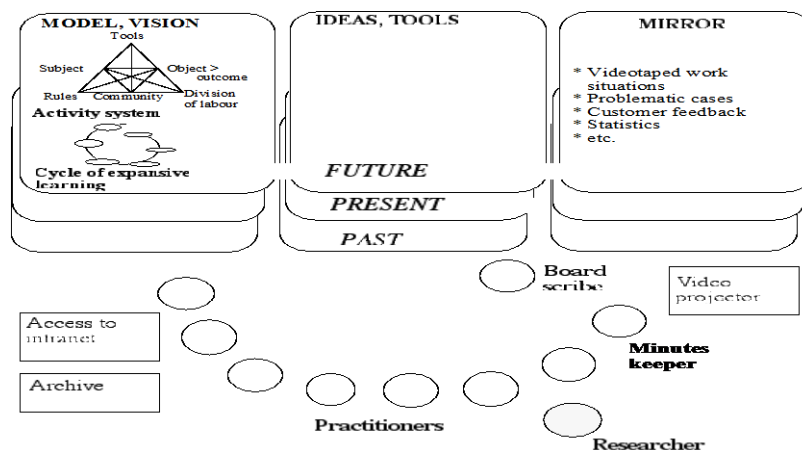 MODEL, VISION
Tools
Subject
Object >
outcome
Rules
Community
Division
of labour
Activity system
Cycle of expansive
learning
IDEAS, TOOLS
FUTURE
PRESENT
PAST
MIRROR
* Videotaped work
situations
* Problematic cases
* Customer feedback
* Statistics
* etc.
Board
scribe
Video
projector
Access to
intranet
Minutes
keeper
Archive
Practitioners
Researcher